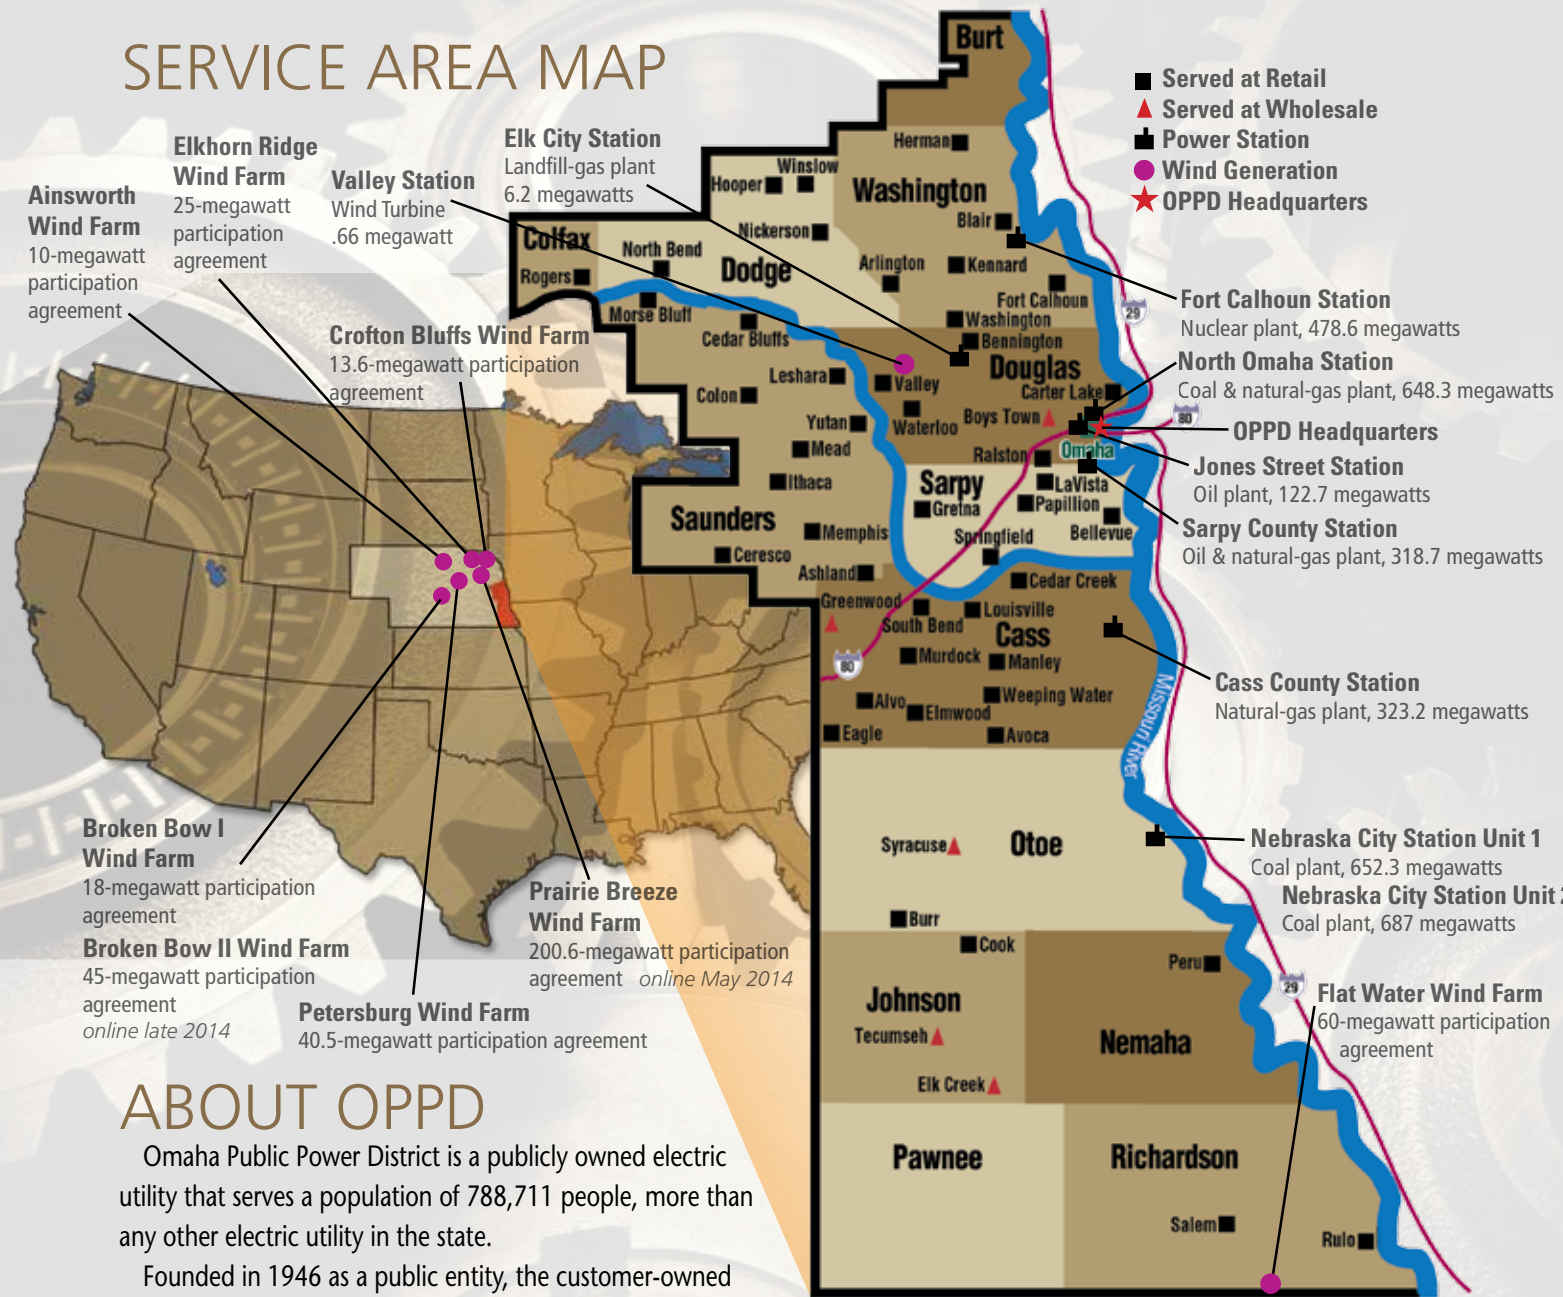 SERVICE AREA MAP
Served at Retail
Served at Wholesale
Power Station
Wind Generation
OPPD Headquarters
Ainsworth
Wind Farm
10-megawatt
participation
agreement
Elkhorn Ridge
Wind Farm
25-megawatt
participation
agreement
Valley Station
Wind Turbine
.66 megawatt
Elk City Station
Landfill-gas plant
6.2 megawatts
Crofton Bluffs Wind Farm
13.6-megawatt participation
agreement
Burt
Herman
Winslow
Hooper
Washington
Blair
Nickerson
Colfax
North Bend
Dodge
Arlington
Kennard
Rogers
Fort Calhoun
Morse Bluff
Washington
Cedar Bluffs
Bennington
Douglas
Leshara
Valley
Carter Lake
Colon
Yutan
Waterloo
Boys Town
Omaha
Mead
Ralston
Ithaca
Sarpy
LaVista
Papillion
Gretna
Saunders
Memphis
Springfield
Bellevue
Ceresco
Ashland
Cedar Creek
Greenwood
South Bend
Louisville
Cass
Murdock
Manley
Alvo
Weeping Water
Elmwood
Eagle
Avoca
29
80
80
Missouri River
Fort Calhoun Station
Nuclear plant, 478.6 megawatts
North Omaha Station
Coal & natural-gas plant, 648.3 megawatts
OPPD Headquarters
Jones Street Station
Oil plant, 122.7 megawatts
Sarpy County Station
Oil & natural-gas plant, 318.7 megawatts
Cass County Station
Natural-gas plant, 323.2 megawatts
Syracuse
Otoe
Nebraska City Station Unit 1
Coal plant, 652.3 megawatts
Nebraska City Station Unit 2
Coal plant, 687 megawatts
Burr
Cook
Peru
Johnson
29
Tecumseh
Nemaha
Elk Creek
Flat Water Wind Farm
60-megawatt participation
agreement
Pawnee
Richardson
Salem
Rulo
Broken Bow I
Wind Farm
18-megawatt participation
agreement
Broken Bow II Wind Farm
45-megawatt participation
agreement
online late 2014
Petersburg Wind Farm
40.5-megawatt participation agreement
Prairie Breeze
Wind Farm
200.6-megawatt participation
agreement online May 2014
ABOUT OPPD
Omaha Public Power District is a publicly owned electric
utility that serves a population of 788,711 people, more than
any other electric utility in the state.
Founded in 1946 as a public entity, the customer-owned